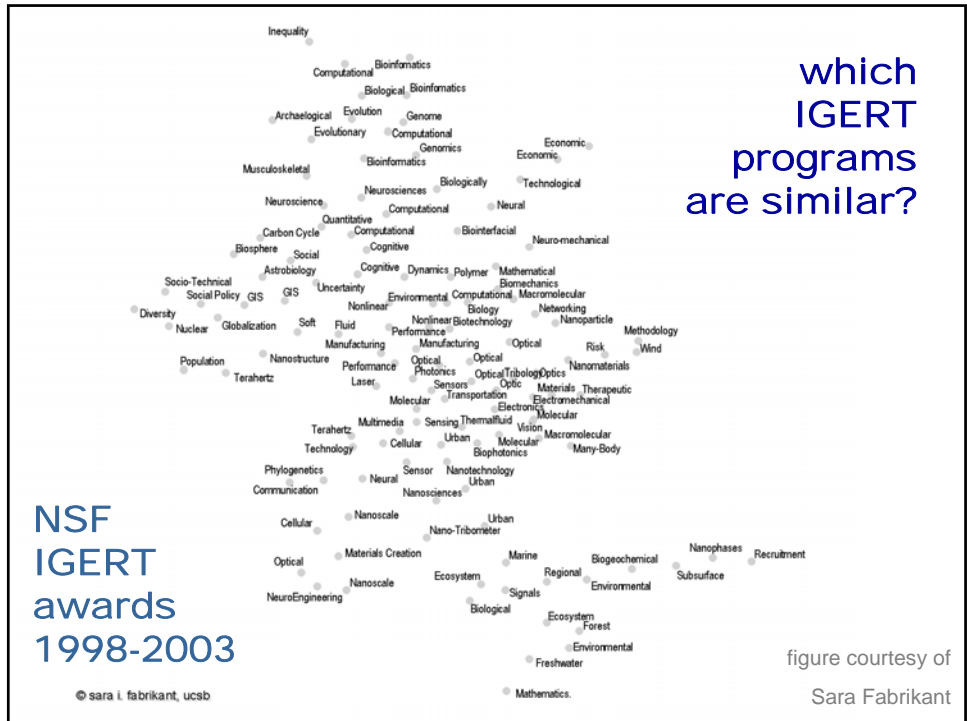 Inequality
which
IGERT
programs
are similar?
Bioinfomatics
Computational
Biological
Bioinfomatics
Archaelogical
Evolution
Genome
Evolutionary
Computational
Genomics
Economic
Economic
Bioinfomatics
Musculoskeletal
Biologically
Technological
Neurosciences
Neuroscience
Computational
Neural
Quantitative
Carbon Cycle
Computational
Biointerfacial
Neuro-mechanical
Biosphere
Social
Cognitive
Astrobiology
Cognitive
Dynamics
Polymer
Mathematical
Socio-Technical
Uncertainty
Biomechanics
Social Policy
GIS
GIS
Environmental
Computational
Macromolecular
Nonlinear
Biology
Networking
Diversity
Nuclear
Globalization
Soft
Fluid
Nonlinear
Biotechnology
Nanoparticle
Performance
Methodology
Manufacturing
Manufacturing
Optical
Risk
Wind
Population
Nanostructure
Performance
Optical
Optical
Nanomaterials
Terahertz
Photonics
Optical
Tribology
Optics
Laser
Sensors
Optic
Materials
Therapeutic
Molecular
Transportation
Electromechanical
Electronics
Molecular
Multimedia
Sensing
Thermalfluid
Vision
Terahertz
Macromolecular
Technology
Cellular
Urban
Molecular
Many-Body
Biophotonics
Phylogenetics
Neural
Sensor
Nanotechnology
Communication
Nanosciences
Urban
NSF
IGERT
awards
1998-2003
Cellular
Nanoscale
Urban
Nano-Tribometer
Optical
Materials Creation
Marine
Biogeochemical
Nanophases
Recruitment
Nanoscale
Ecosystem
Regional
Environmental
Subsurface
NeuroEngineering
Signals
Biological
Ecosystem
Forest
Environmental
Freshwater
Mathematics.
figure courtesy of
Sara Fabrikant
© sara i. fabrikant, ucsb